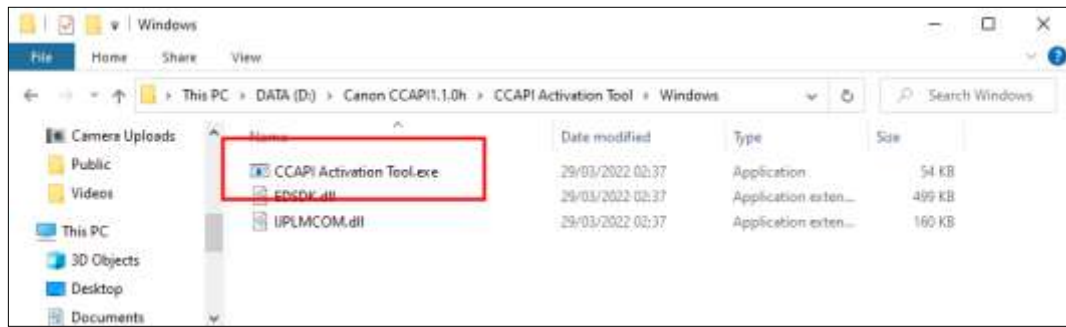 Windows
File Home Share View
This PC > DATA (D:) > Canon CCAPI1.1.0h > CCAPI Activation Tool > Windows
Search Windows
Camera Uploads
Public
Videos
This PC
3D Objects
Desktop
Documents
Name Date modified Type Size
CCAPI Activation Tool.exe 29/03/2022 02:37 Application 54 KB
EDSDK.dll 29/03/2022 02:37 Application exten... 499 KB
IJPLMCOM.dll 29/03/2022 02:37 Application exten... 160 KB